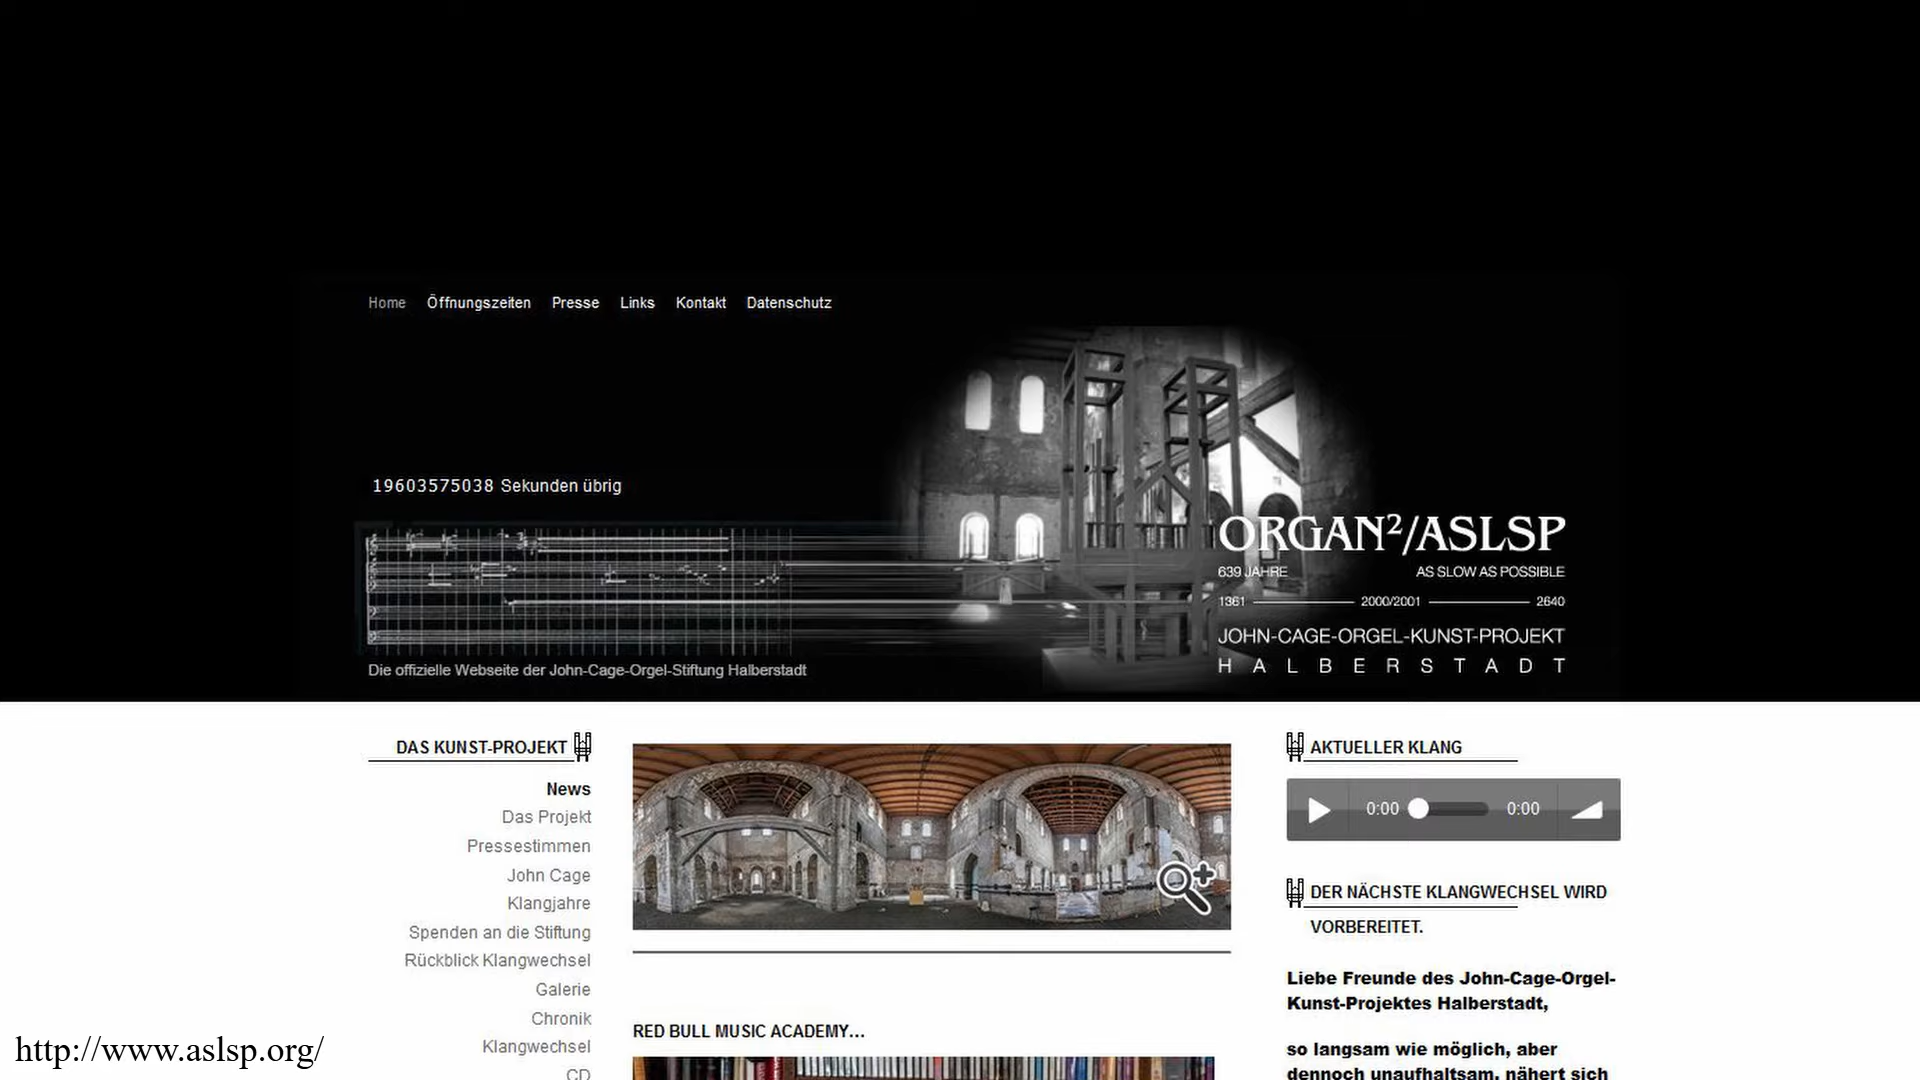 Home Öffnungszeiten Presse Links Kontakt Datenschutz
19603575038 Sekunden übrig
ORGAN²/ASLSP
639 JAHRE AS SLOW AS POSSIBLE
1361 2000/2001 2640
JOHN-CAGE-ORGEL-KUNST-PROJEKT
HALBERSTADT
Die offizielle Webseite der John-Cage-Orgel-Stiftung Halberstadt
DAS KUNST-PROJEKT
News
Das Projekt
Pressestimmen
John Cage
Klangjahre
Spenden an die Stiftung
Rückblick Klangwechsel
Galerie
Chronik
Klangwechsel
CD
RED BULL MUSIC ACADEMY...
AKTUELLER KLANG
0:00 0:00
DER NÄCHSTE KLANGWECHSEL WIRD
VORBEREITET.
Liebe Freunde des John-Cage-Orgel-
Kunst-Projektes Halberstadt,
so langsam wie möglich, aber
dennoch unaufhaltsam, nähert sich
http://www.aslsp.org/